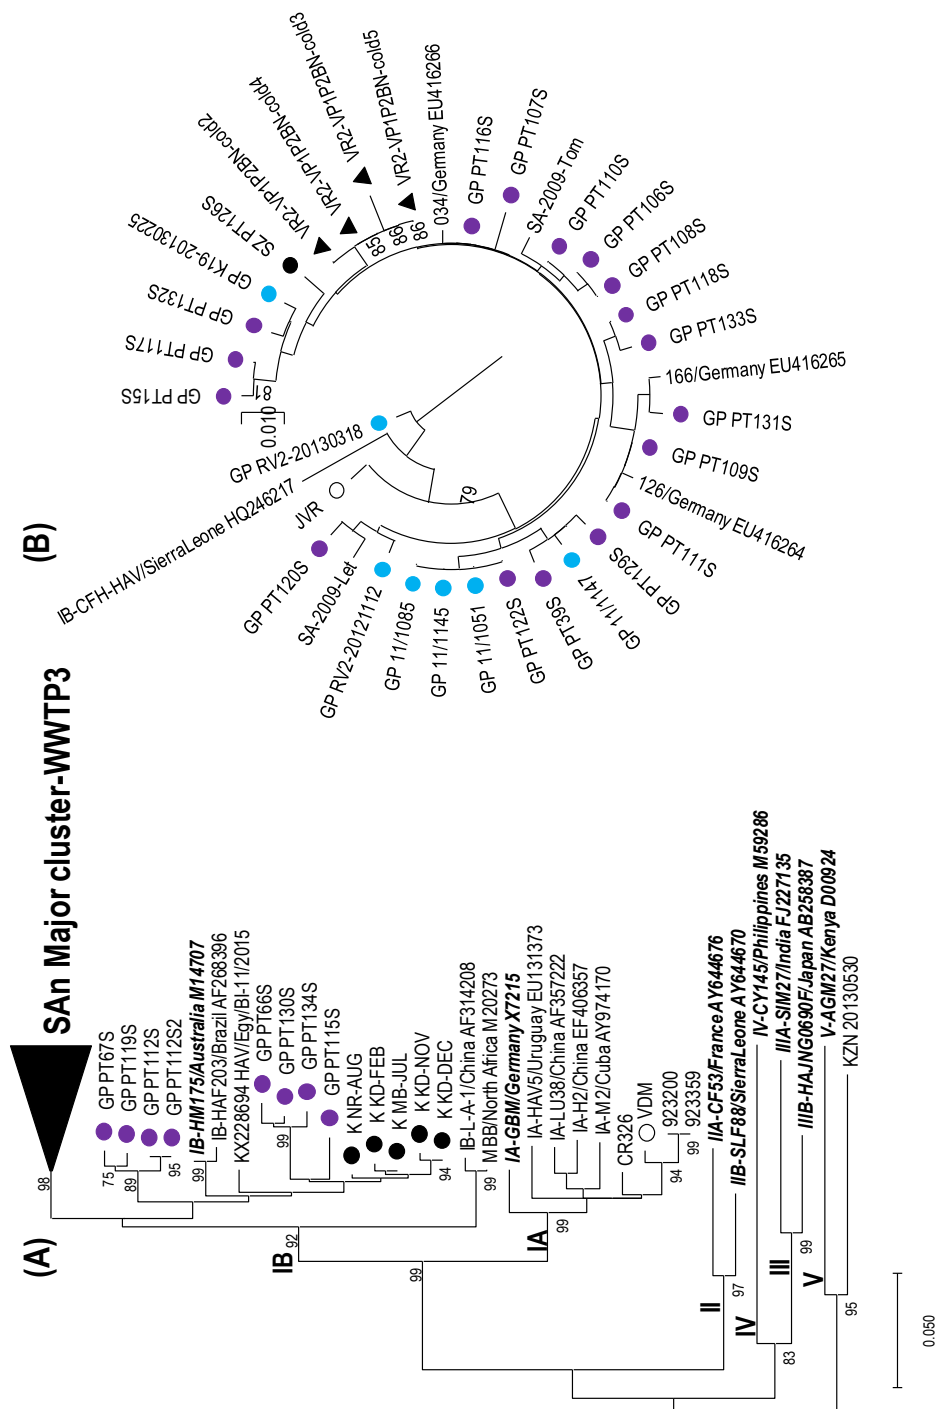 (A)
SAn Major cluster-WWTP3
98
GP PT67S
GP PT119S
GP PT112S
GP PT112S2
75
89
95
IB-HM175/Australia M14707
IB-HAF203/Brazil AF268396
99
KX228694 HAV/Egy/BI-11/2015
GP PT66S
GP PT130S
GP PT134S
99
GP PT115S
K NR-AUG
K KD-FEB
K MB-JUL
K KD-NOV
K KD-DEC
94
IB-L-A-1/China AF314208
MBB/North Africa M20273
99
IB
92
IA-GBM/Germany X7215
IA-HAV5/Uruguay EU131373
IA-LU38/China AF357222
IA-H2/China EF406357
IA-M2/Cuba AY974170
CR326
VDM
923200
923359
94
99
IA
99
99
IIA-CF53/France AY644676
IIB-SLF88/SierraLeone AY644670
II
97
IV-CY145/Philippines M59286
IV
IIIA-SIM27/India FJ227135
IIIB-HAJNG0690F/Japan AB258387
III
99
83
V-AGM27/Kenya D00924
KZN 20130530
V
95
0.050
(B)
GP PT15S
GP PT117S
GP PT132S
GP K19-20130225
SZ PT126S
VR2-VP1P2BN-cold2
VR2-VP1P2BN-cold4
VR2-VP1P2BN-cold3
VR2-VP1P2BN-cold5
034/Germany EU416266
GP PT116S
GP PT107S
SA-2009-Tom
GP PT110S
GP PT106S
GP PT108S
GP PT118S
GP PT133S
166/Germany EU416265
GP PT131S
GP PT109S
126/Germany EU416264
GP PT111S
GP PT129S
GP 11/1147
GP PT39S
GP PT122S
GP 11/1051
GP 11/1145
GP 11/1085
GP RV2-20121112
SA-2009-Let
GP PT120S
JVR
IB-CFH-HAV/SierraLeone HQ246217
GP RV2-20130318
0.010
81
85
86
86
79